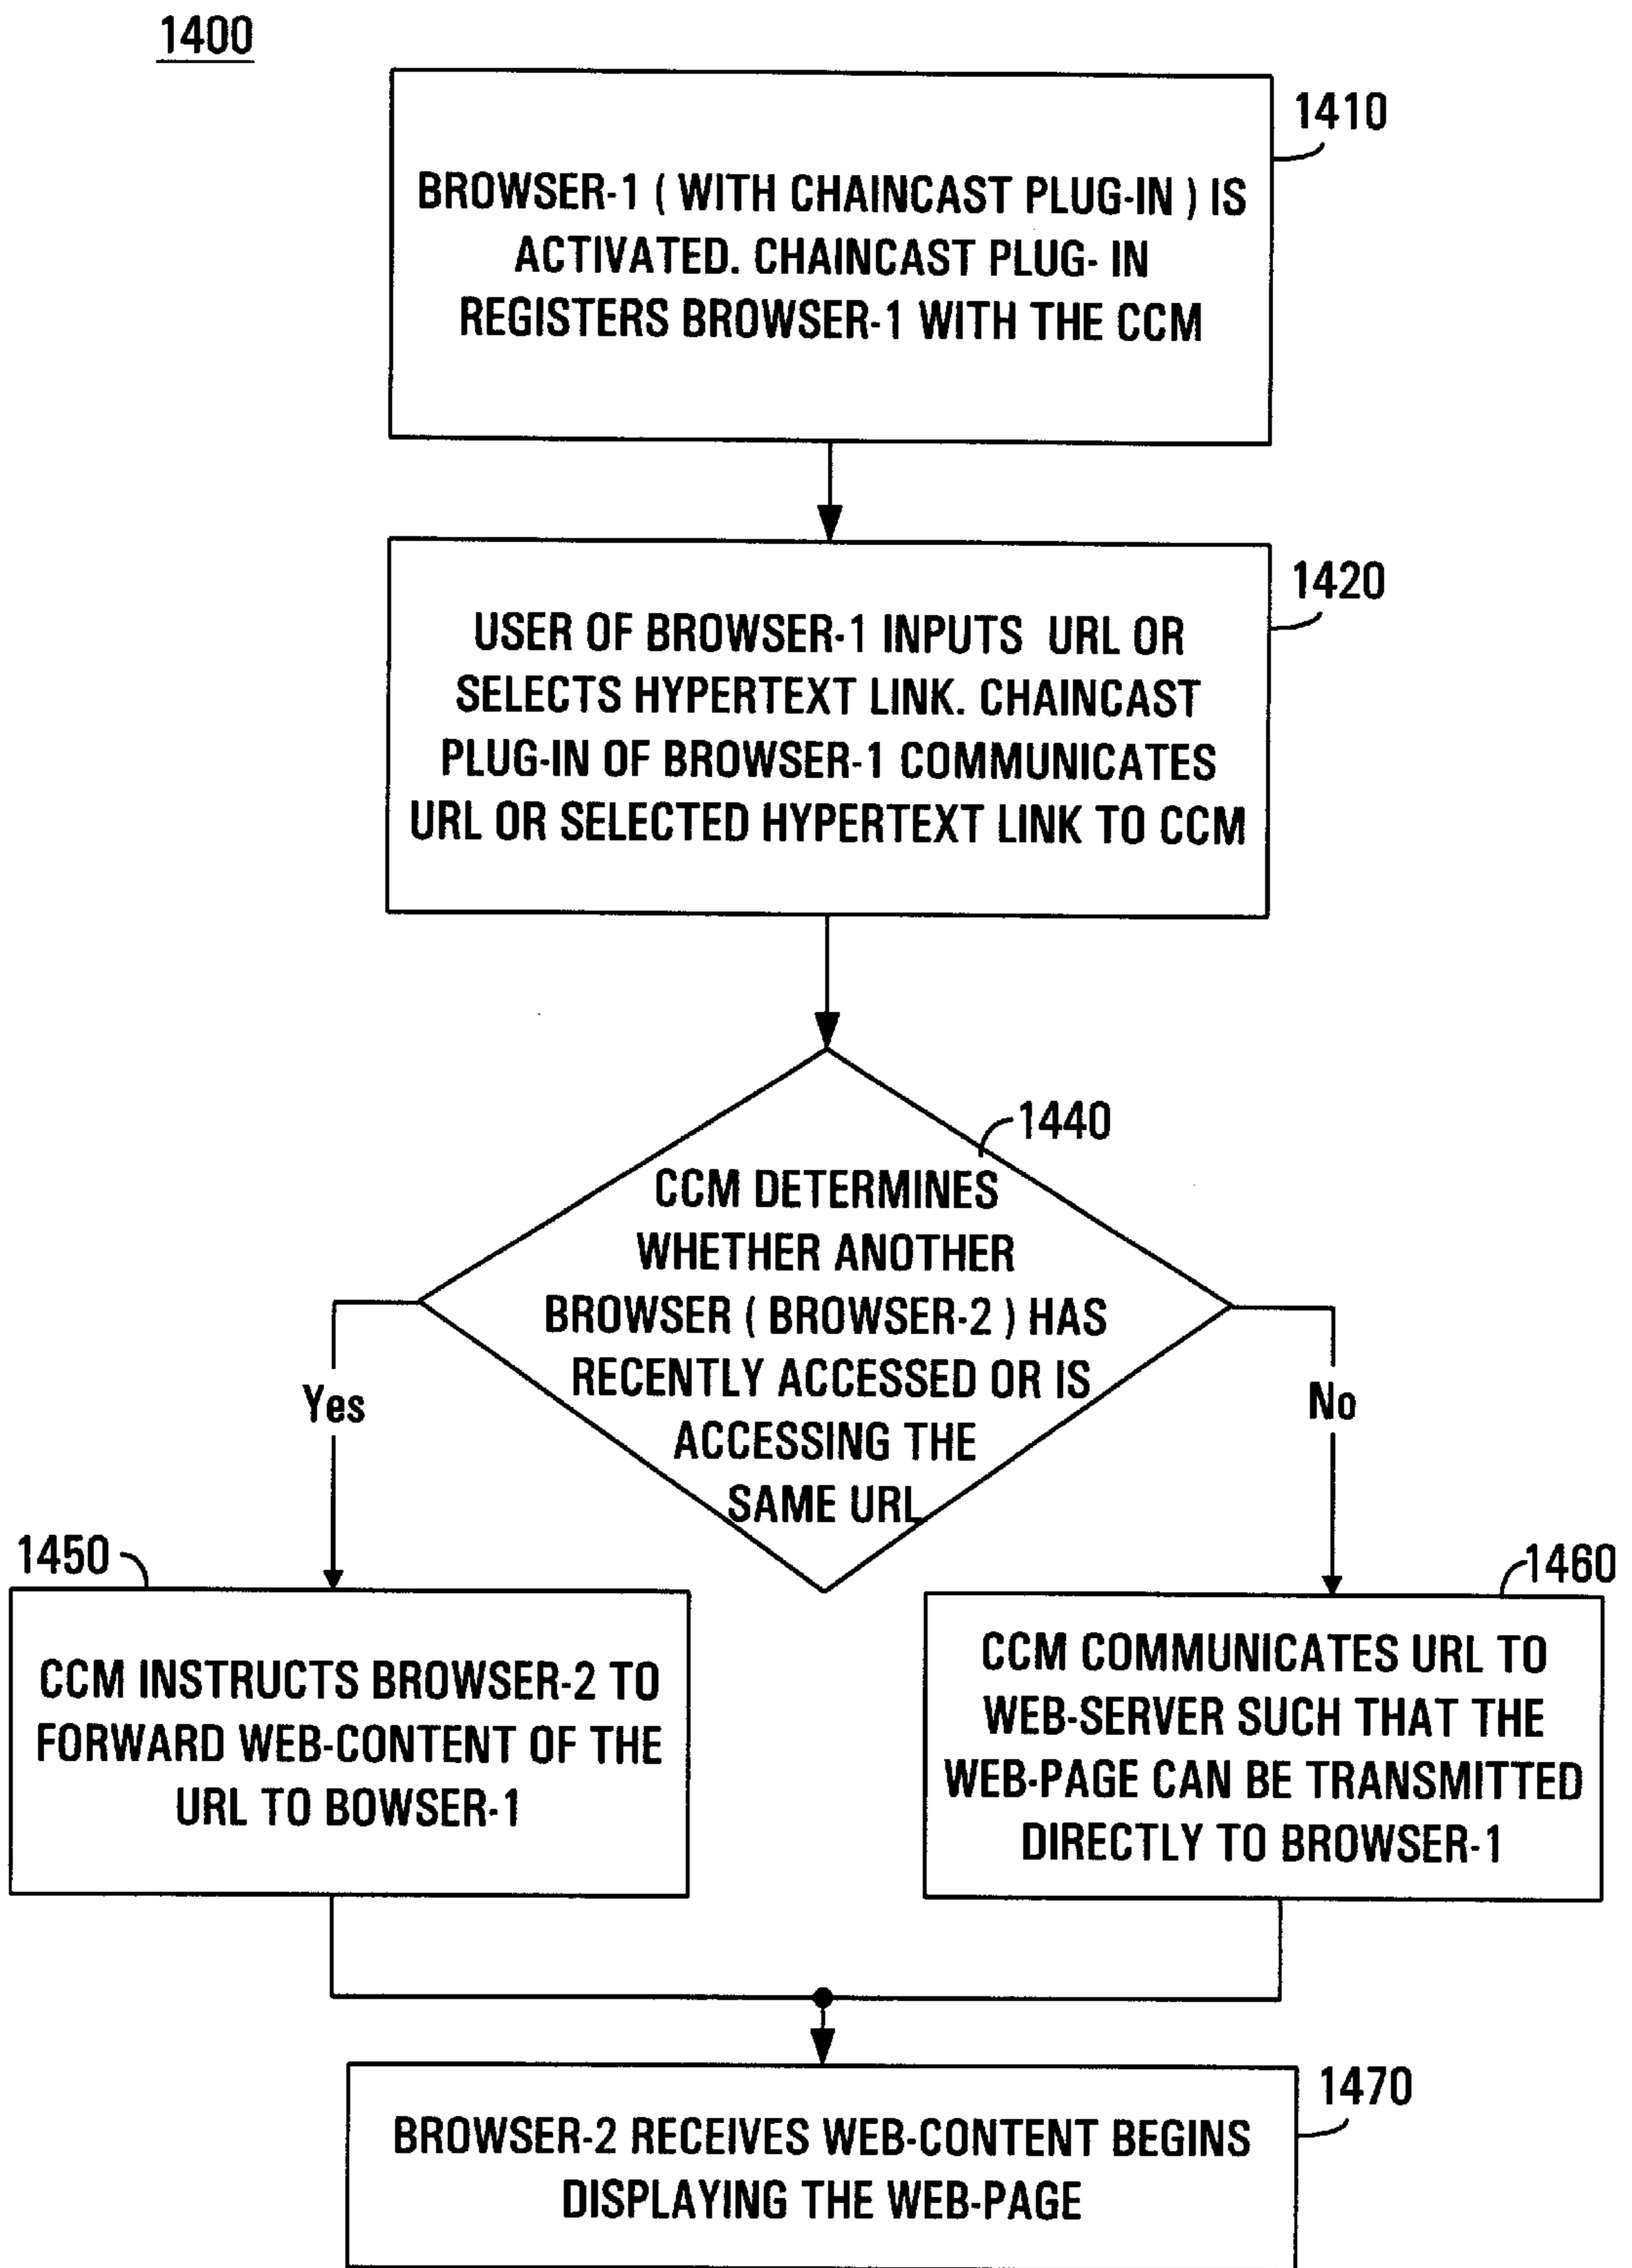 1400
1410
BROWSER-1 ( WITH CHAINCAST PLUG-IN ) IS
ACTIVATED. CHAINCAST PLUG- IN
REGISTERS BROWSER-1 WITH THE CCM
1420
USER OF BROWSER-1 INPUTS URL OR
SELECTS HYPERTEXT LINK. CHAINCAST
PLUG-IN OF BROWSER-1 COMMUNICATES
URL OR SELECTED HYPERTEXT LINK TO CCM
1440
CCM DETERMINES
WHETHER ANOTHER
BROWSER ( BROWSER-2 ) HAS
RECENTLY ACCESSED OR IS
ACCESSING THE
SAME URL
Yes
No
1450
CCM INSTRUCTS BROWSER-2 TO
FORWARD WEB-CONTENT OF THE
URL TO BOWSER-1
1460
CCM COMMUNICATES URL TO
WEB-SERVER SUCH THAT THE
WEB-PAGE CAN BE TRANSMITTED
DIRECTLY TO BROWSER-1
1470
BROWSER-2 RECEIVES WEB-CONTENT BEGINS
DISPLAYING THE WEB-PAGE